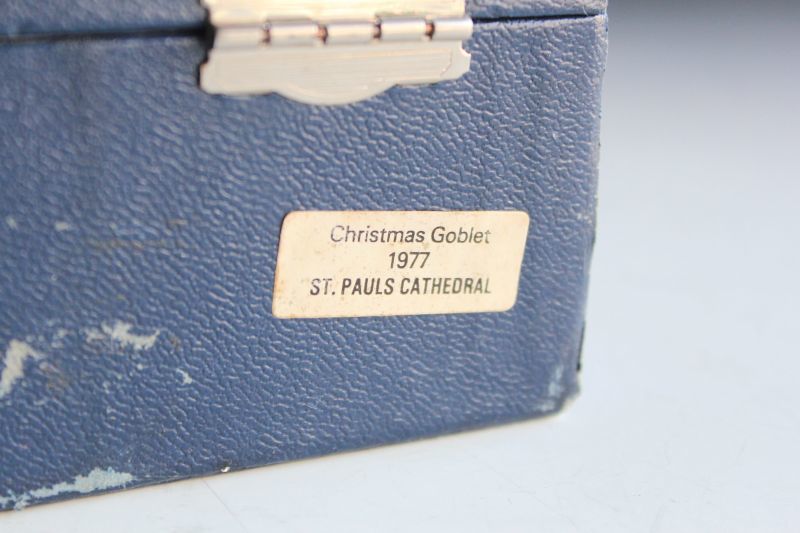 Christmas Goblet
1977
ST. PAULS CATHEDRAL